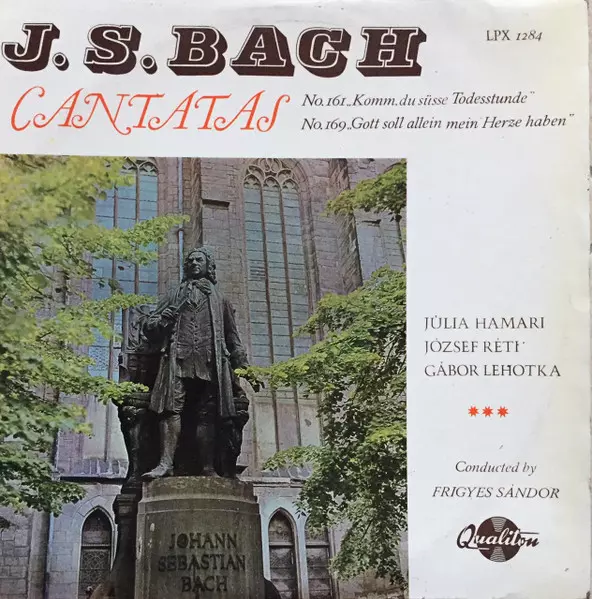 J. S. BACH
LPX 1284
CANTATAS
No. 161 „Komm, du süsse Todesstunde"
No. 169 „Gott soll allein mein Herze haben"
JÚLIA HAMARI
JÓZSEF RÉTI
GÁBOR LEHOTKA
Conducted by
FRIGYES SÁNDOR
Qualiton
JOHANN
SEBASTIAN
BACH